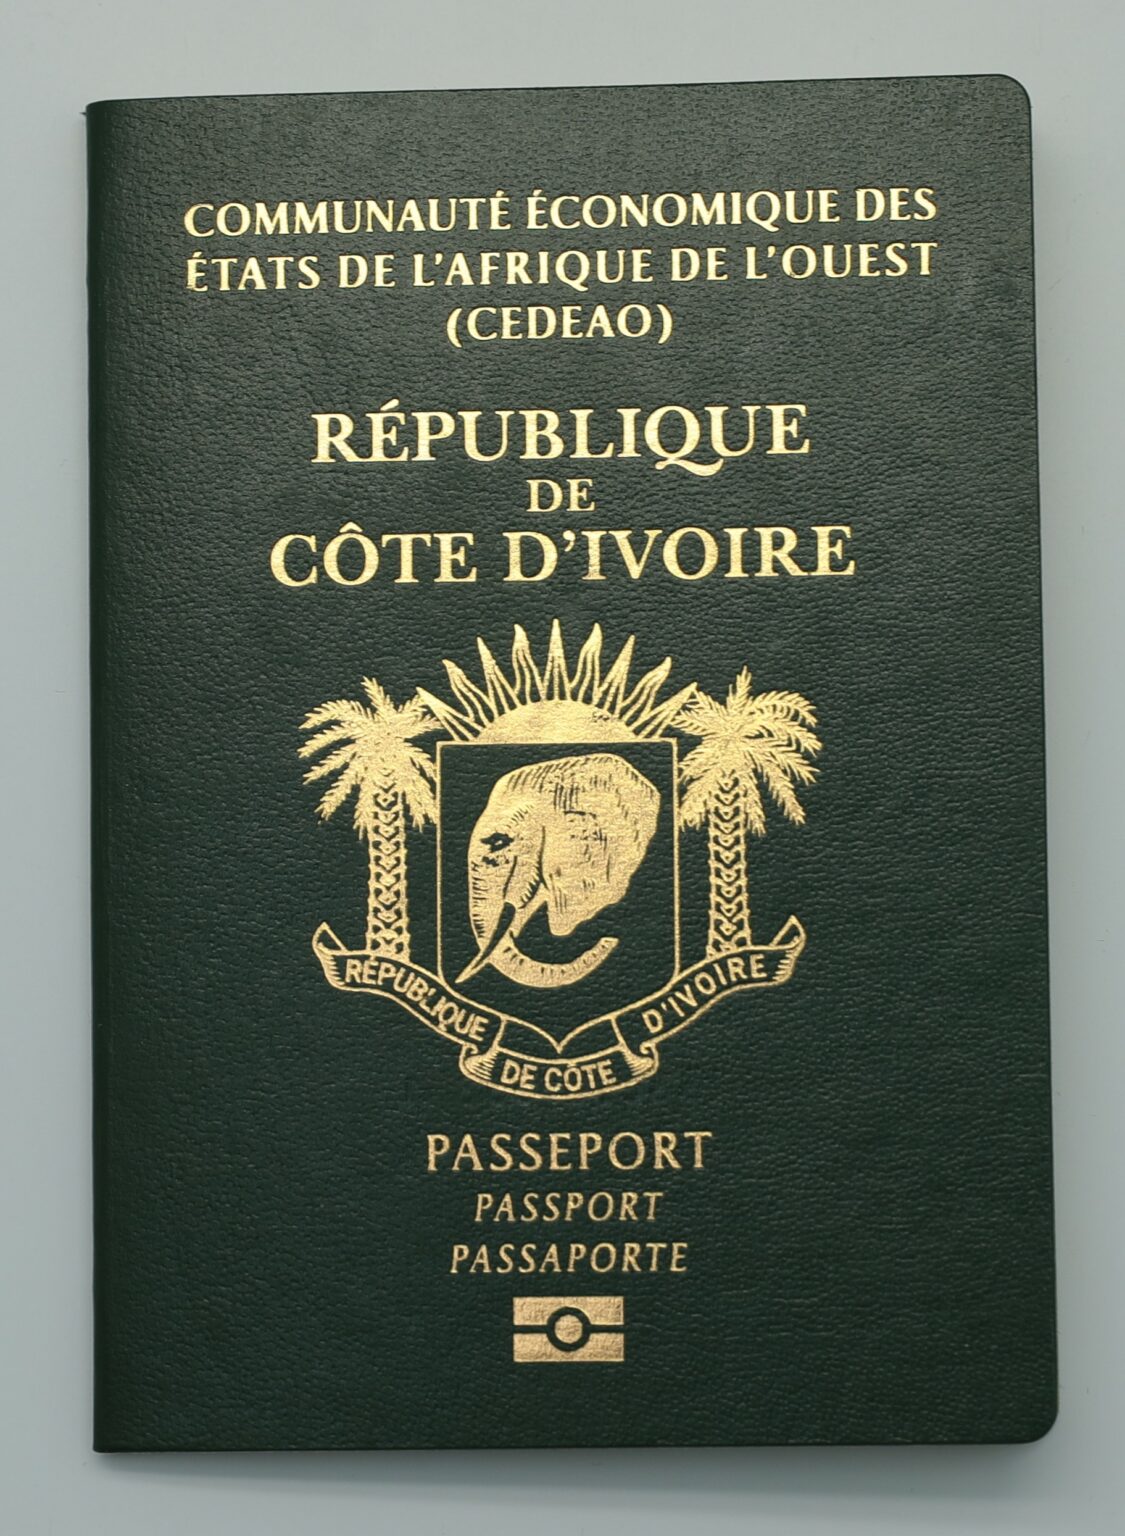 COMMUNAUTÉ ÉCONOMIQUE DES
ÉTATS DE L'AFRIQUE DE L'OUEST
(CEDEAO)
RÉPUBLIQUE
DE
CÔTE D'IVOIRE
RÉPUBLIQUE
DE CÔTE
D'IVOIRE
PASSEPORT
PASSPORT
PASSAPORTE